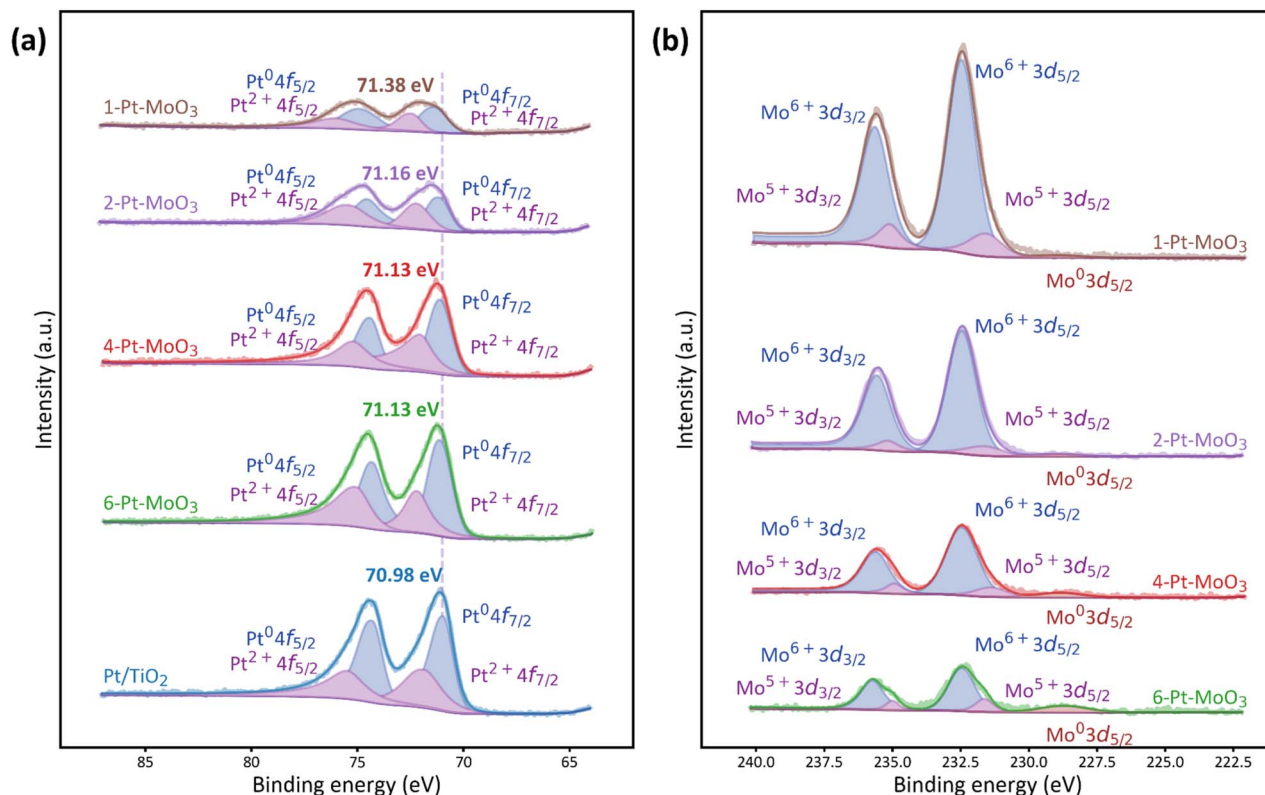 (a)
Intensity (a.u.)
1-Pt-MoO₃
Pt⁰4f₅/₂
Pt²⁺4f₅/₂
71.38 eV
Pt⁰4f₇/₂
Pt²⁺4f₇/₂
2-Pt-MoO₃
Pt⁰4f₅/₂
Pt²⁺4f₅/₂
71.16 eV
Pt⁰4f₇/₂
Pt²⁺4f₇/₂
4-Pt-MoO₃
Pt⁰4f₅/₂
Pt²⁺4f₅/₂
71.13 eV
Pt⁰4f₇/₂
Pt²⁺4f₇/₂
6-Pt-MoO₃
Pt⁰4f₅/₂
Pt²⁺4f₅/₂
71.13 eV
Pt⁰4f₇/₂
Pt²⁺4f₇/₂
Pt/TiO₂
Pt⁰4f₅/₂
Pt²⁺4f₅/₂
70.98 eV
Pt⁰4f₇/₂
Pt²⁺4f₇/₂
85 80 75 70 65
Binding energy (eV)
(b)
Intensity (a.u.)
Mo⁶⁺3d₅/₂
Mo⁶⁺3d₃/₂
Mo⁵⁺3d₃/₂
Mo⁵⁺3d₅/₂
1-Pt-MoO₃
Mo⁰3d₅/₂
Mo⁶⁺3d₅/₂
Mo⁶⁺3d₃/₂
Mo⁵⁺3d₃/₂
Mo⁵⁺3d₅/₂
2-Pt-MoO₃
Mo⁰3d₅/₂
Mo⁶⁺3d₅/₂
Mo⁶⁺3d₃/₂
Mo⁵⁺3d₃/₂
Mo⁵⁺3d₅/₂
4-Pt-MoO₃
Mo⁰3d₅/₂
Mo⁶⁺3d₅/₂
Mo⁶⁺3d₃/₂
Mo⁵⁺3d₃/₂
Mo⁵⁺3d₅/₂
6-Pt-MoO₃
Mo⁰3d₅/₂
240.0 237.5 235.0 232.5 230.0 227.5 225.0 222.5
Binding energy (eV)